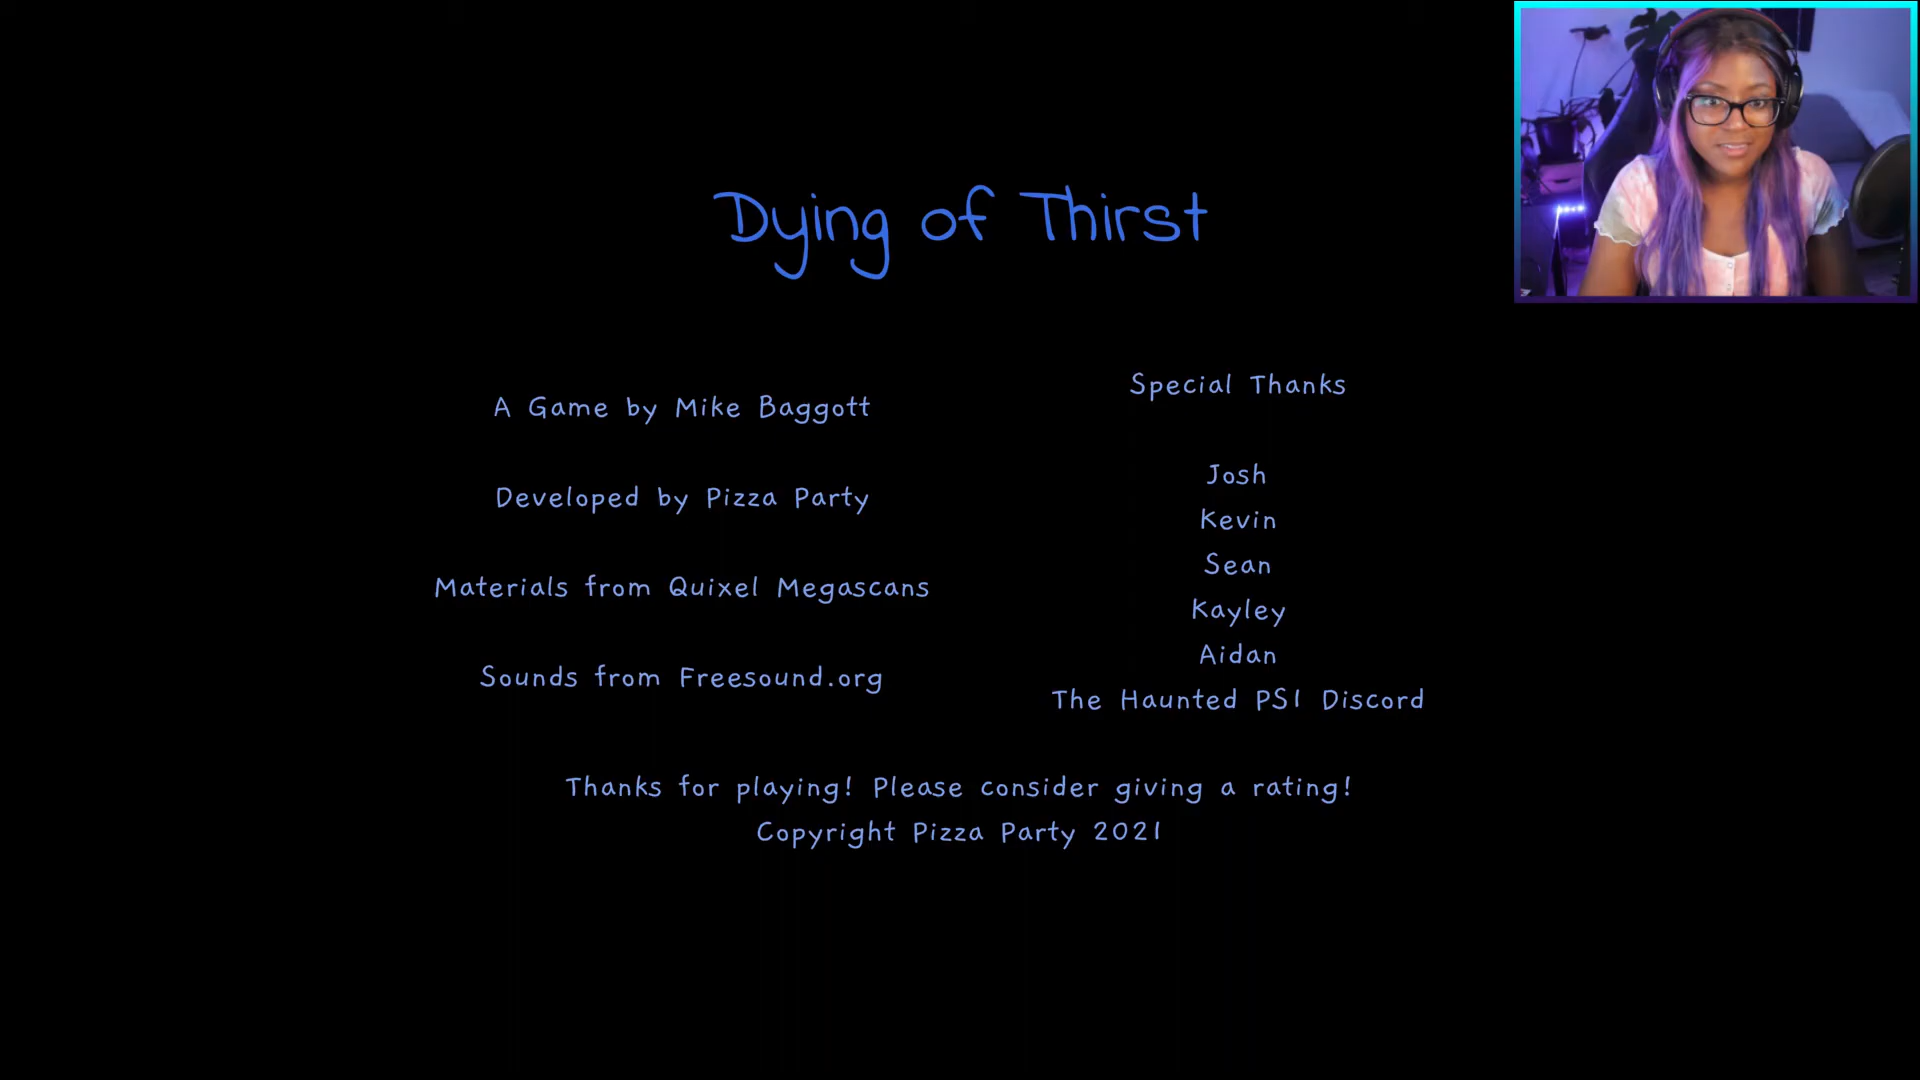 Dying of Thirst
A Game by Mike Baggott
Developed by Pizza Party
Materials from Quixel Megascans
Sounds from Freesound.org
Special Thanks
Josh
Kevin
Sean
Kayley
Aidan
The Haunted PS1 Discord
Thanks for playing! Please consider giving a rating!
Copyright Pizza Party 2021